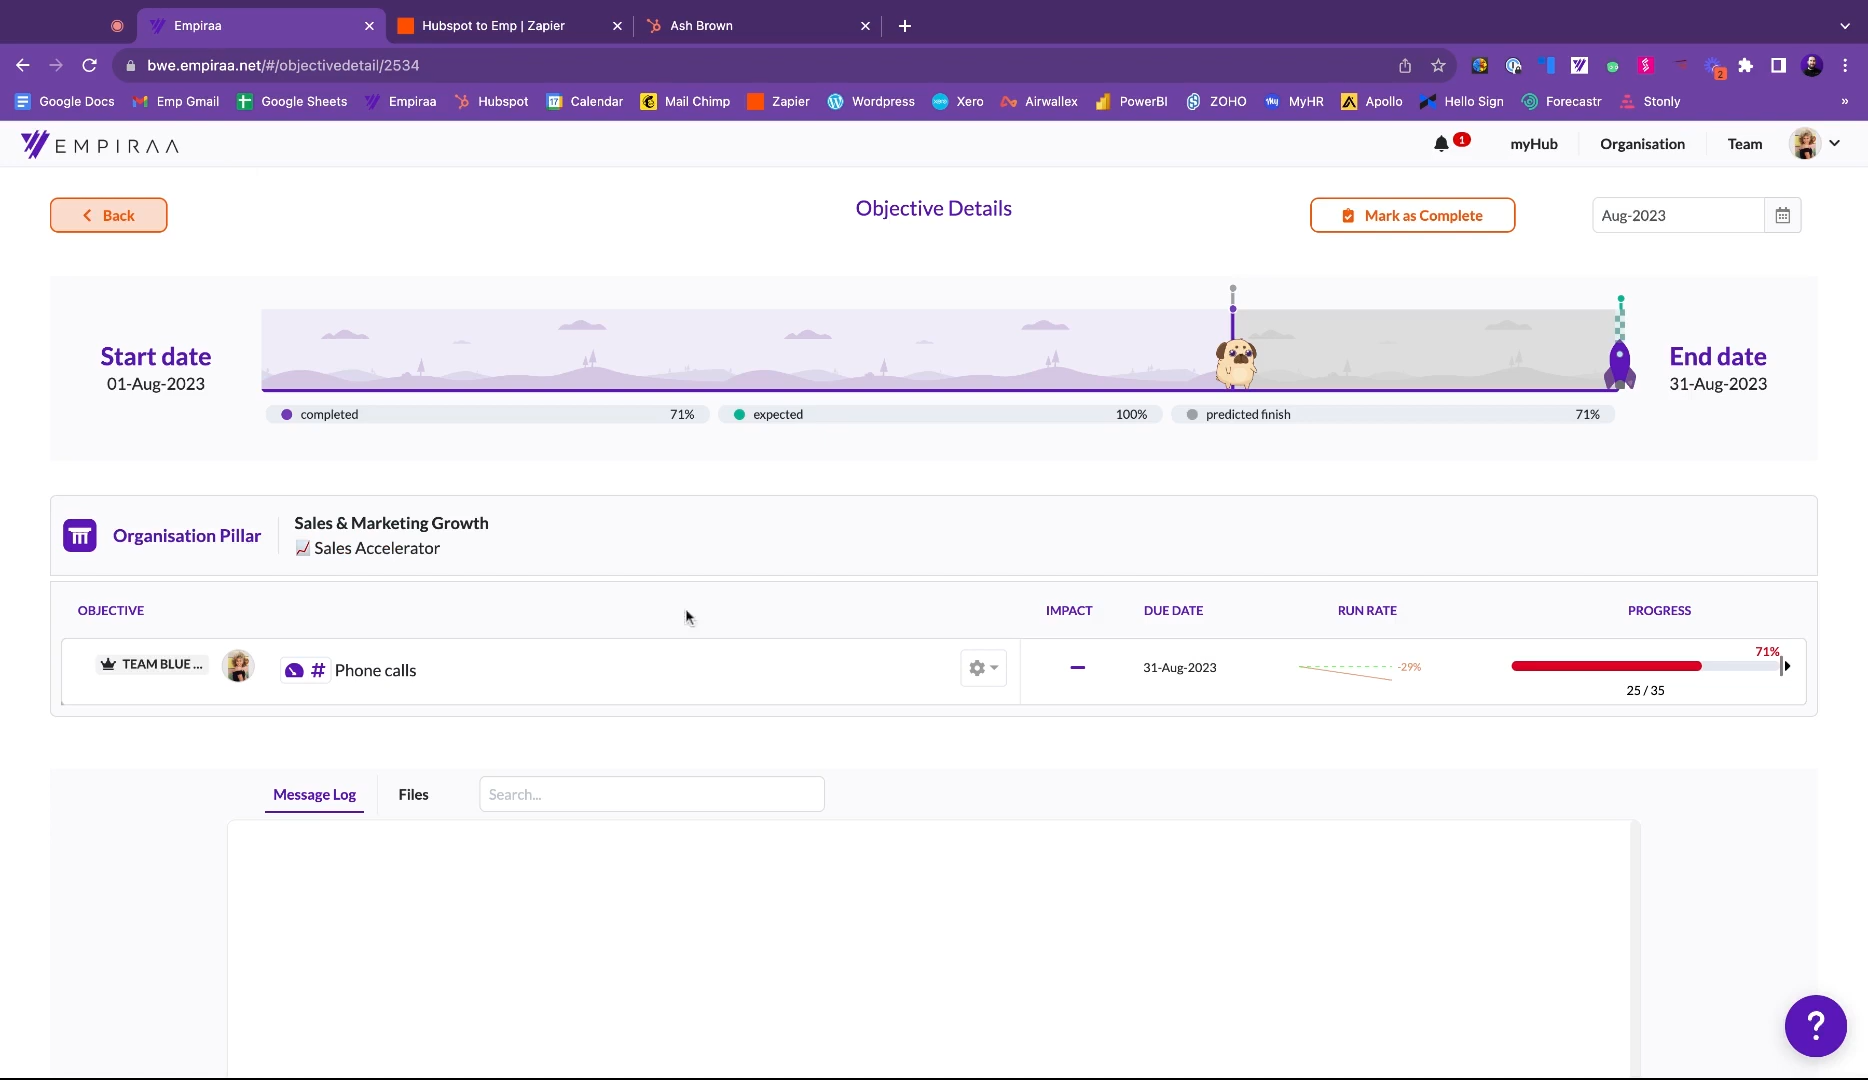 Empiraa
Hubspot to Emp | Zapier
Ash Brown
bwe.empiraa.net/#/objectivedetail/2534
2
Google Docs
Emp Gmail
Google Sheets
Empiraa
Hubspot
Calendar
Mail Chimp
Zapier
Wordpress
Xero
Airwallex
PowerBI
ZOHO
MyHR
Apollo
Hello Sign
Forecastr
Stonly
»
EMPIRAA
1
myHub
Organisation
Team
Back
Objective Details
Mark as Complete
Aug-2023
Start date
01-Aug-2023
End date
31-Aug-2023
completed 71%
expected 100%
predicted finish 71%
Organisation Pillar
Sales & Marketing Growth
Sales Accelerator
OBJECTIVE
IMPACT
DUE DATE
RUN RATE
PROGRESS
TEAM BLUE ...
# Phone calls
31-Aug-2023
-29%
71%
25 / 35
Message Log
Files
Search...
?